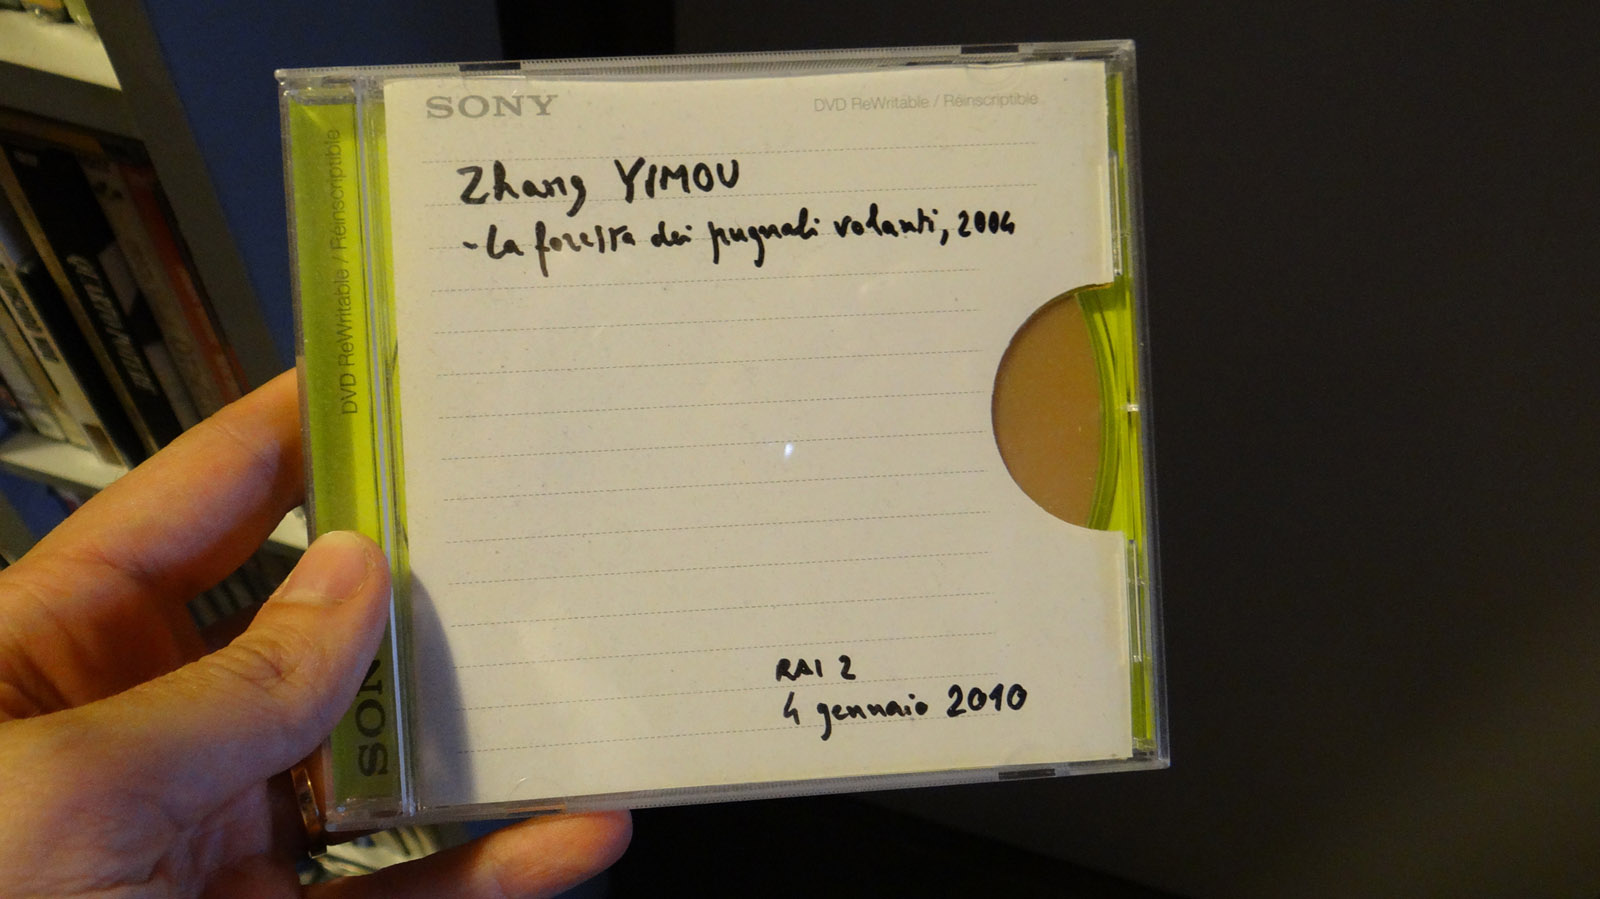 SONY
DVD ReWritable / Réinscriptible
Zhang YIMOU
- La foresta dei pugnali volanti, 2004
RAI 2
4 gennaio 2010
DVD ReWritable / Réinscriptible
SON